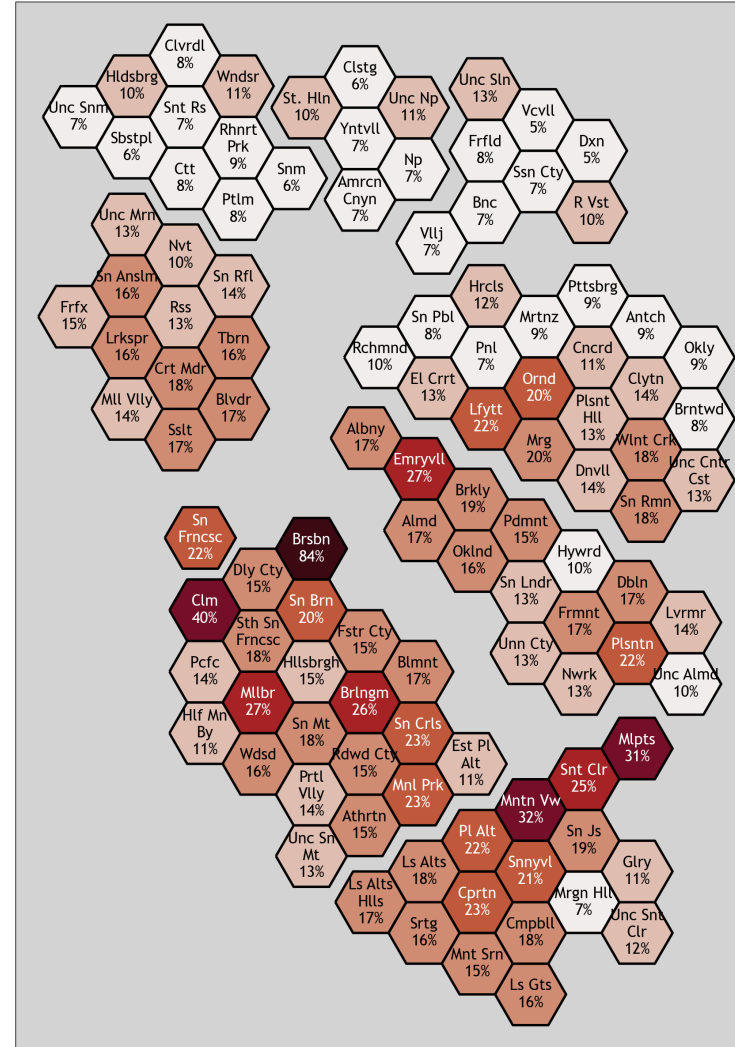 Clvrdl
8%
Hldsbrg
10%
Wndsr
11%
Unc Snm
7%
Snt Rs
7%
Sbstpl
6%
Rhnrt
Prk
9%
Ctt
8%
Snm
6%
Ptlm
8%
Clstg
6%
St. Hln
10%
Unc Np
11%
Yntvll
7%
Np
7%
Amrcn
Cnyn
7%
Unc Sln
13%
Vcvll
5%
Frfld
8%
Dxn
5%
Ssn Cty
7%
Bnc
7%
R Vst
10%
Vllj
7%
Unc Mrn
13%
Nvt
10%
Sn Anslm
16%
Sn Rfl
14%
Frfx
15%
Rss
13%
Lrkspr
16%
Tbrn
16%
Crt Mdr
18%
Mll Vlly
14%
Blvdr
17%
Sslt
17%
Hrcls
12%
Pttsbrg
9%
Sn Pbl
8%
Mrtnz
9%
Antch
9%
Rchmnd
10%
Pnl
7%
Cncrd
11%
Okly
9%
El Crrt
13%
Ornd
20%
Clytn
14%
Lfytt
22%
Plsnt
Hll
13%
Brntwd
8%
Mrg
20%
Wlnt Crk
18%
Dnvll
14%
Unc Cntr
Cst
13%
Sn Rmn
18%
Albny
17%
Emryvll
27%
Brkly
19%
Almd
17%
Pdmnt
15%
Oklnd
16%
Hywrd
10%
Sn Lndr
13%
Dbln
17%
Frmnt
17%
Lvrmr
14%
Unn Cty
13%
Plsntn
22%
Nwrk
13%
Unc Almd
10%
Sn
Frncsc
22%
Brsbn
84%
Dly Cty
15%
Clm
40%
Sn Brn
20%
Sth Sn
Frncsc
18%
Fstr Cty
15%
Pcfc
14%
Hllsbrgh
15%
Blmnt
17%
Mllbr
27%
Brlngm
26%
Hlf Mn
By
11%
Sn Mt
18%
Sn Crls
23%
Wdsd
16%
Rdwd Cty
15%
Est Pl
Alt
11%
Prtl
Vlly
14%
Mnl Prk
23%
Athrtn
15%
Unc Sn
Mt
13%
Mlpts
31%
Snt Clr
25%
Mntn Vw
32%
Pl Alt
22%
Sn Js
19%
Ls Alts
18%
Snnyvl
21%
Glry
11%
Ls Alts
Hlls
17%
Cprtn
23%
Mrgn Hll
7%
Srtg
16%
Cmpbll
18%
Unc Snt
Clr
12%
Mnt Srn
15%
Ls Gts
16%